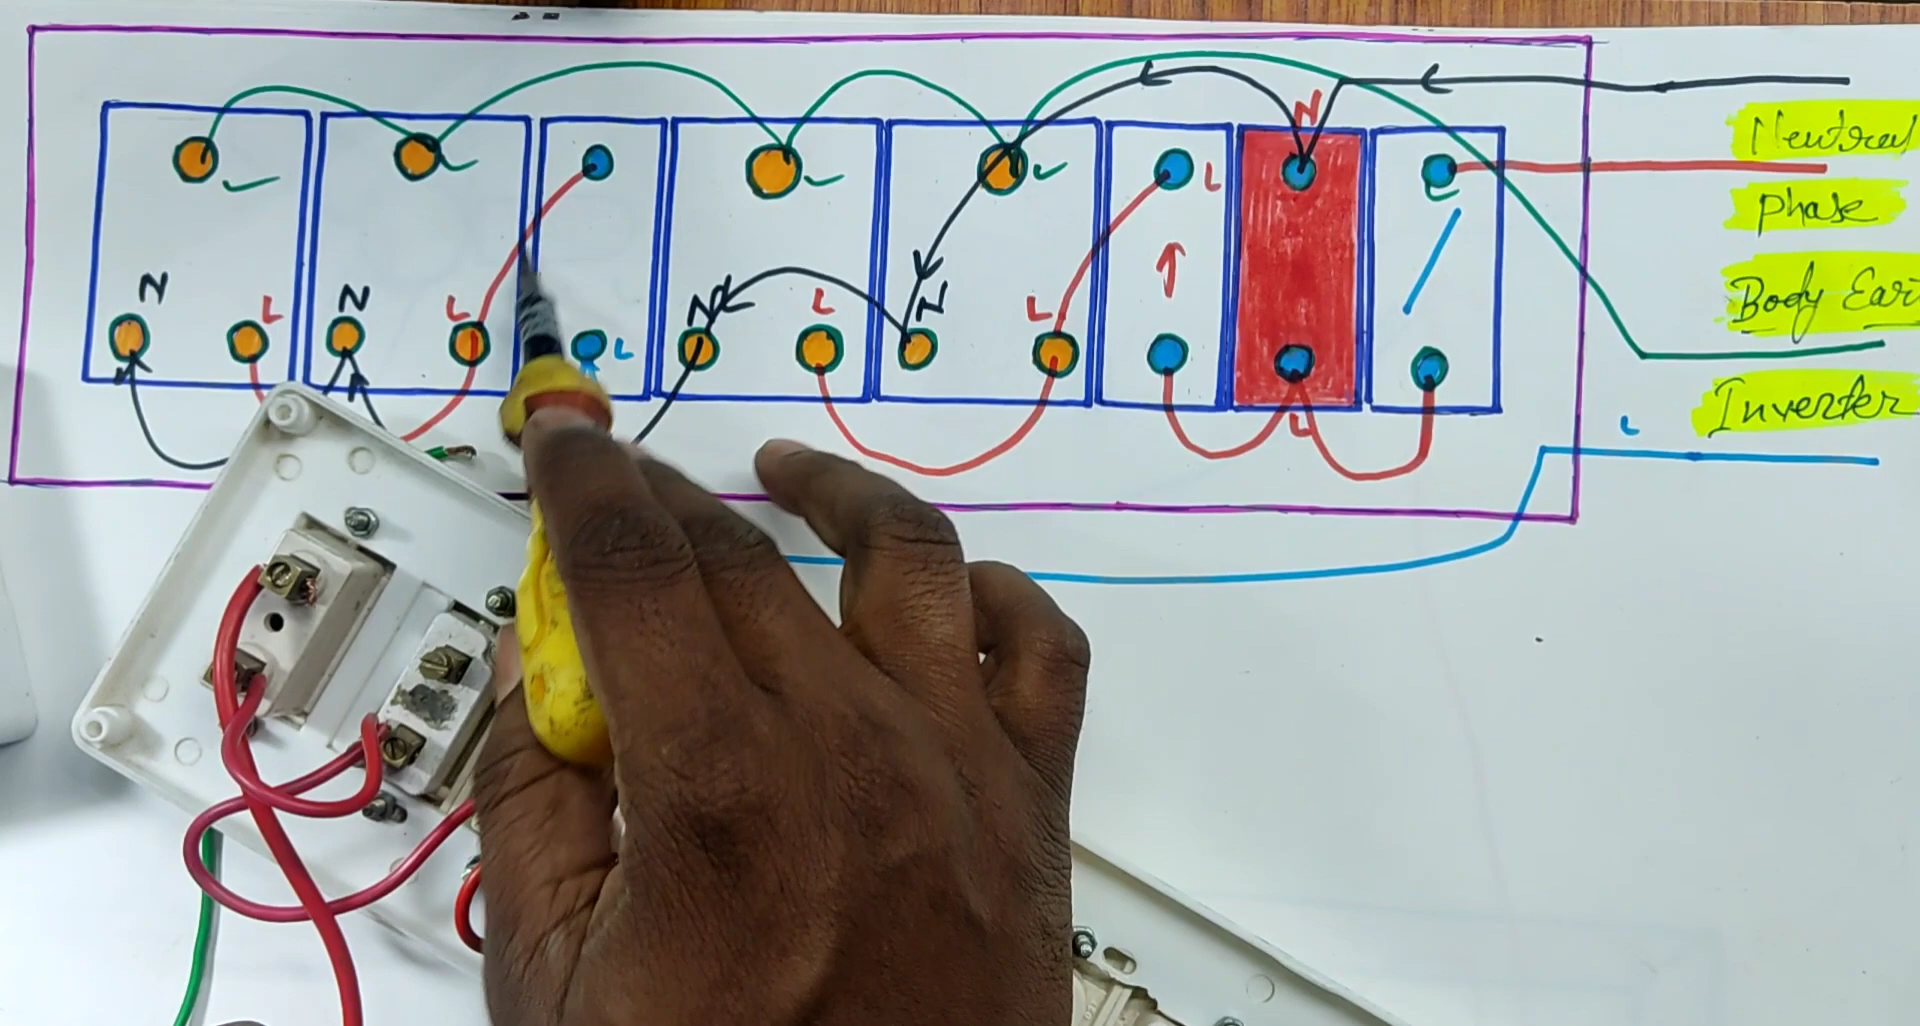 N
Neutral
L
Phase
N L N L L N L N L
Body Ear
L
Inverter
L